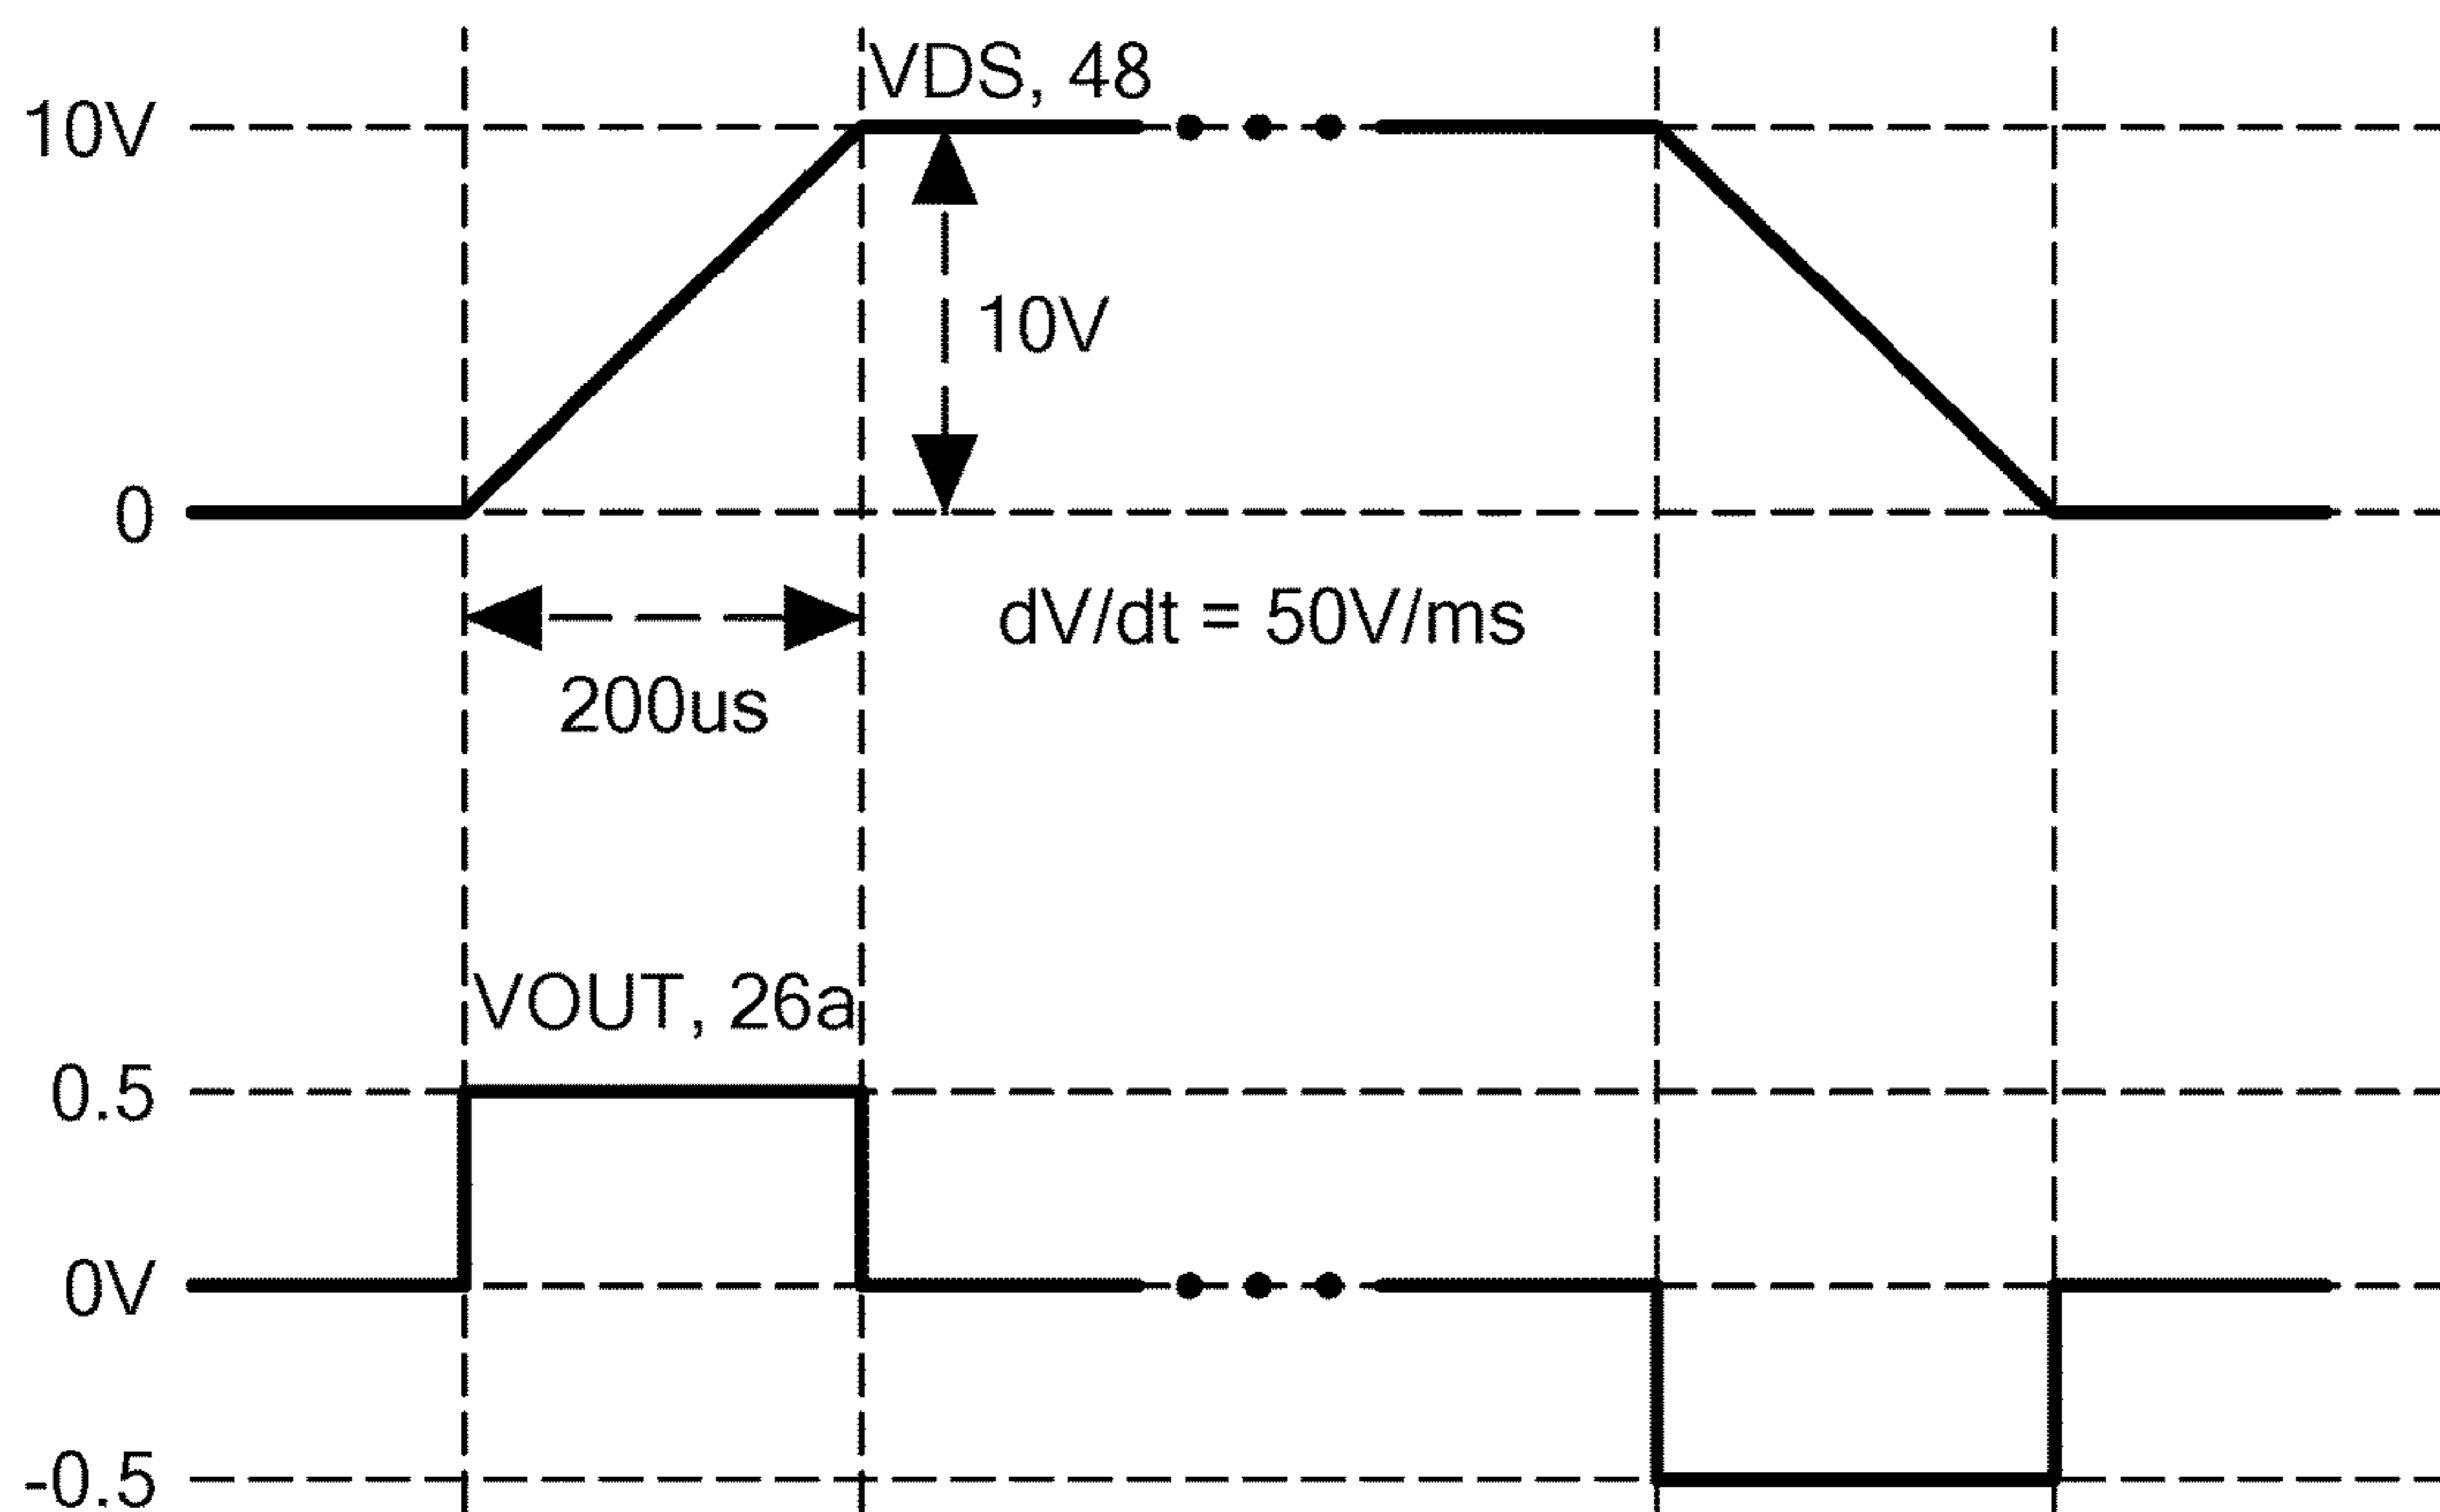 VDS, 48
10V
10V
0
dV/dt = 50V/ms
200us
VOUT, 26a
0.5
0V
-0.5